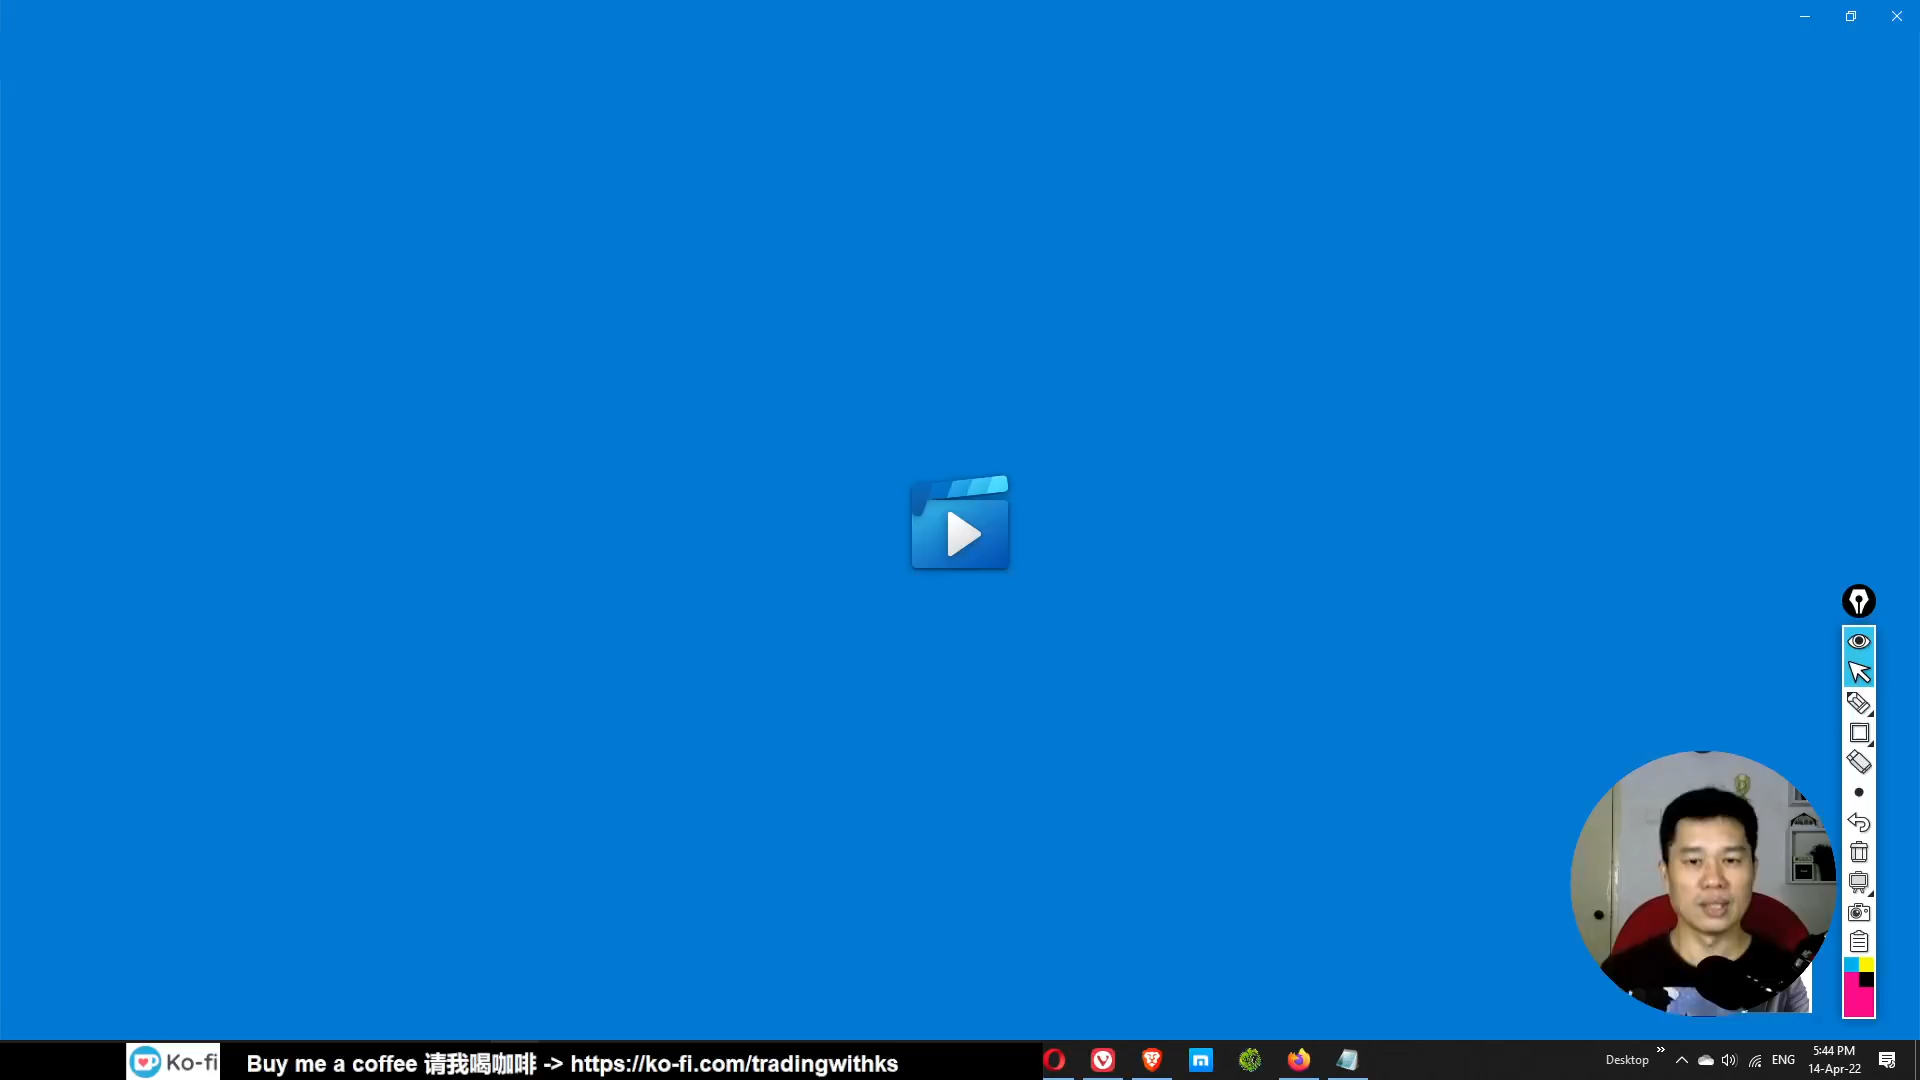 Ko-fi
Buy me a coffee 请我喝咖啡 -> https://ko-fi.com/tradingwithks
Desktop
ENG
5:44 PM
14-Apr-22